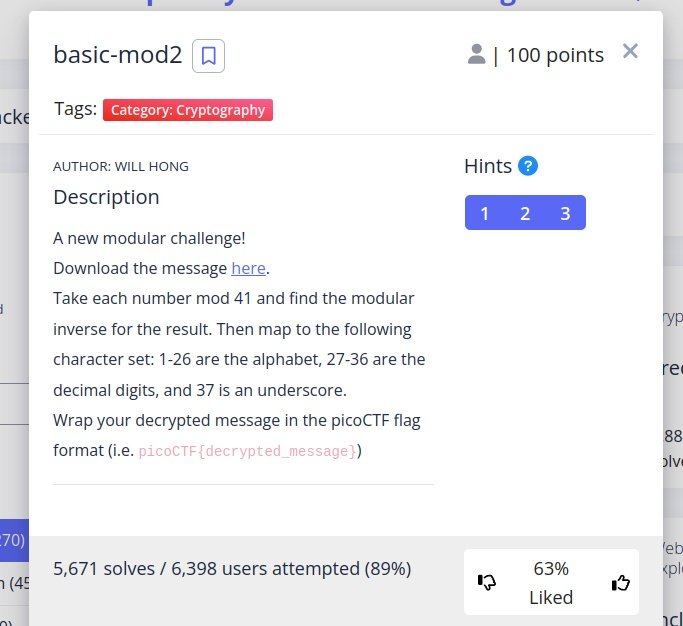 basic-mod2
| 100 points
Tags: Category: Cryptography
AUTHOR: WILL HONG
Description
A new modular challenge!
Download the message here.
Take each number mod 41 and find the modular
inverse for the result. Then map to the following
character set: 1-26 are the alphabet, 27-36 are the
decimal digits, and 37 is an underscore.
Wrap your decrypted message in the picoCTF flag
format (i.e. picoCTF{decrypted_message})
Hints ?
1 2 3
5,671 solves / 6,398 users attempted (89%)
63%
Liked